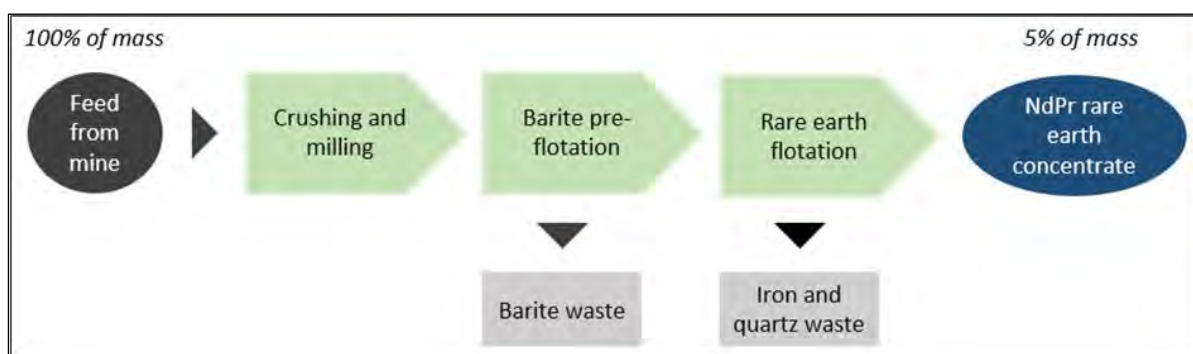 100% of mass
5% of mass
Feed
from
mine
Crushing and
milling
Barite pre-
flotation
Rare earth
flotation
NdPr rare
earth
concentrate
Barite waste
Iron and
quartz waste